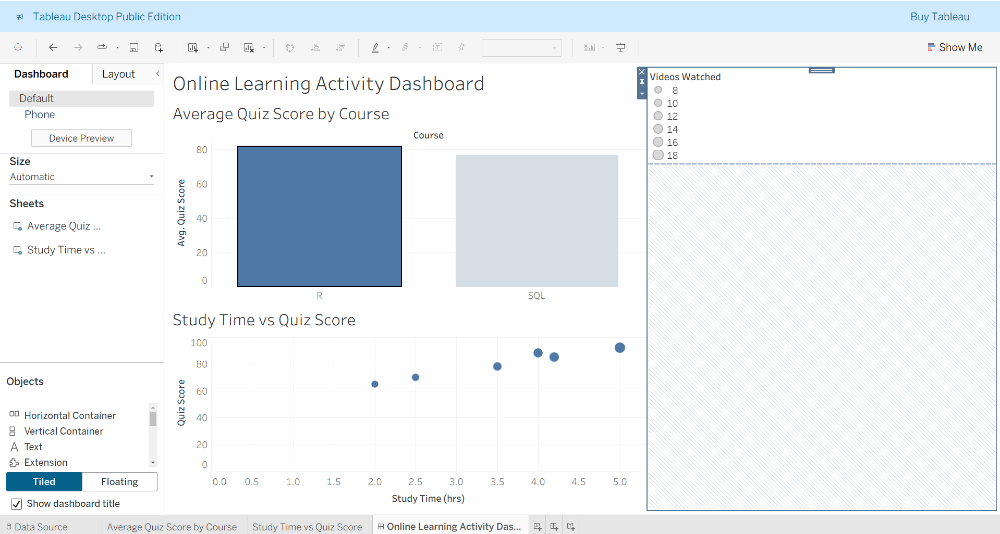 Tableau Desktop Public Edition
Buy Tableau
Show Me
Dashboard
Layout
Default
Phone
Device Preview
Size
Automatic
Sheets
Average Quiz ...
Study Time vs ...
Objects
Horizontal Container
Vertical Container
Text
Extension
Tiled
Floating
Show dashboard title
Online Learning Activity Dashboard
Average Quiz Score by Course
Course
Avg. Quiz Score
80
60
40
20
0
R
SQL
Study Time vs Quiz Score
Quiz Score
100
80
60
40
20
0
0.0 0.5 1.0 1.5 2.0 2.5 3.0 3.5 4.0 4.5 5.0
Study Time (hrs)
Videos Watched
8
10
12
14
16
18
Data Source
Average Quiz Score by Course
Study Time vs Quiz Score
Online Learning Activity Das...